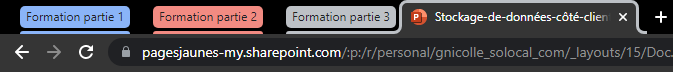 Formation partie 1 Formation partie 2 Formation partie 3 Stockage-de-données-côté-clien
pagesjaunes-my.sharepoint.com/:p:/r/personal/gnicolle_solocal_com/_layouts/15/Doc.